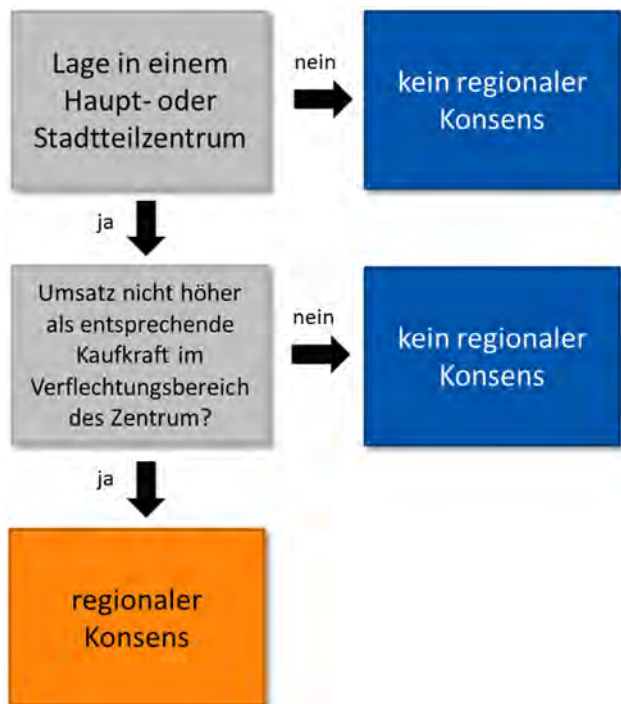 Lage in einem
Haupt- oder
Stadtteilzentrum
nein
kein regionaler
Konsens
ja
Umsatz nicht höher
als entsprechende
Kaufkraft im
Verflechtungsbereich
des Zentrum?
nein
kein regionaler
Konsens
ja
regionaler
Konsens